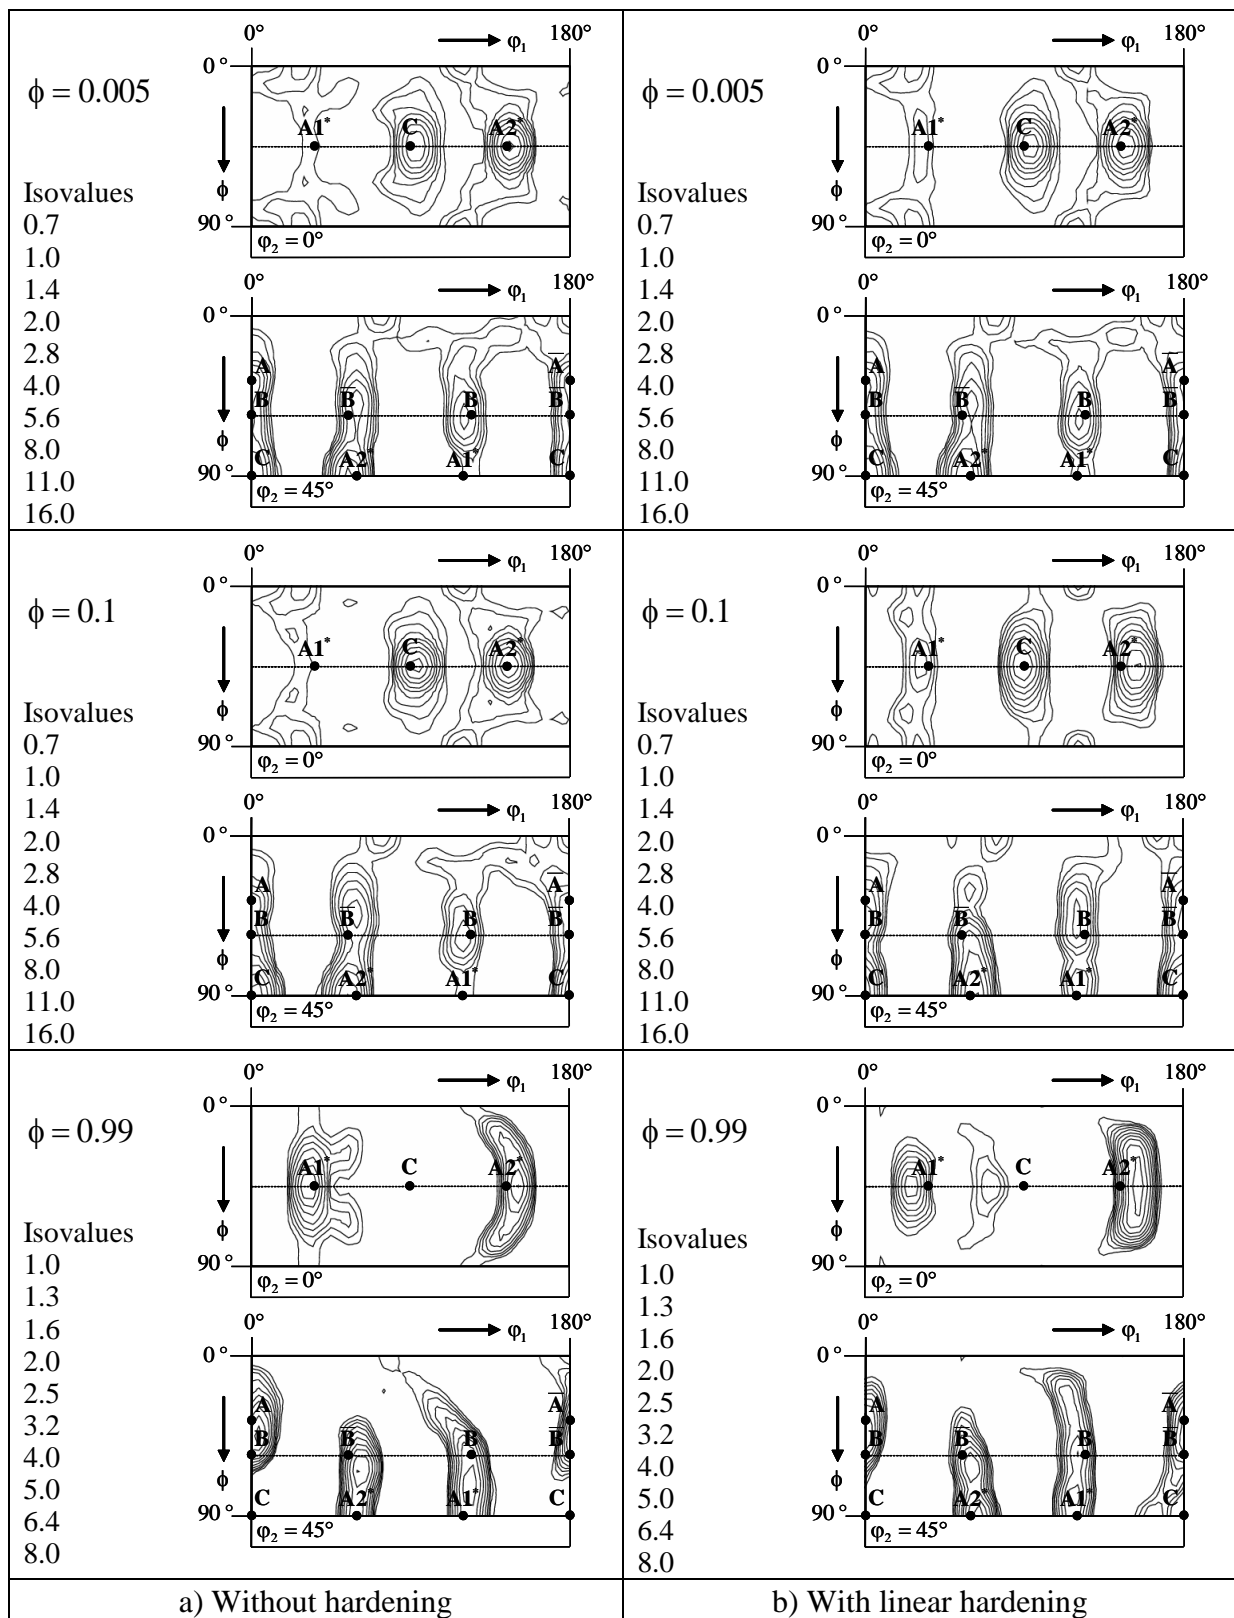 0° 180°
φ₁
0°
ϕ = 0.005
A1* C A2*
ϕ
Isovalues
0.7
1.0
1.4
2.0
2.8
4.0
5.6
8.0
11.0
16.0
90°
φ₂ = 0°
0° 180°
φ₁
0°
A A̅
B B̅ B B̅
ϕ
C A2* A1* C
90°
φ₂ = 45°
0° 180°
φ₁
0°
ϕ = 0.005
A1* C A2*
ϕ
Isovalues
0.7
1.0
1.4
2.0
2.8
4.0
5.6
8.0
11.0
16.0
90°
φ₂ = 0°
0° 180°
φ₁
0°
A A̅
B B̅ B B̅
ϕ
C A2* A1* C
90°
φ₂ = 45°
0° 180°
φ₁
0°
ϕ = 0.1
A1* C A2*
ϕ
Isovalues
0.7
1.0
1.4
2.0
2.8
4.0
5.6
8.0
11.0
16.0
90°
φ₂ = 0°
0° 180°
φ₁
0°
A A̅
B B̅ B B̅
ϕ
C A2* A1* C
90°
φ₂ = 45°
0° 180°
φ₁
0°
ϕ = 0.1
A1* C A2*
ϕ
Isovalues
0.7
1.0
1.4
2.0
2.8
4.0
5.6
8.0
11.0
16.0
90°
φ₂ = 0°
0° 180°
φ₁
0°
A A̅
B B̅ B B̅
ϕ
C A2* A1* C
90°
φ₂ = 45°
0° 180°
φ₁
0°
ϕ = 0.99
A1* C A2*
ϕ
Isovalues
1.0
1.3
1.6
2.0
2.5
3.2
4.0
5.0
6.4
8.0
90°
φ₂ = 0°
0° 180°
φ₁
0°
A A̅
B B̅ B B̅
ϕ
C A2* A1* C
90°
φ₂ = 45°
0° 180°
φ₁
0°
ϕ = 0.99
A1* C A2*
ϕ
Isovalues
1.0
1.3
1.6
2.0
2.5
3.2
4.0
5.0
6.4
8.0
90°
φ₂ = 0°
0° 180°
φ₁
0°
A A̅
B B̅ B B̅
ϕ
C A2* A1* C
90°
φ₂ = 45°
a) Without hardening
b) With linear hardening